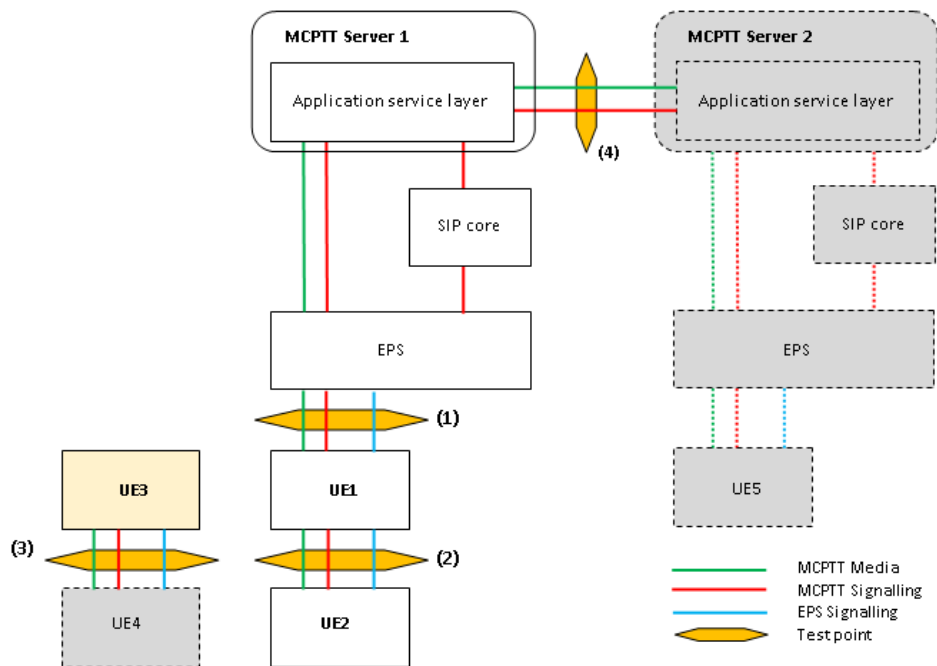 MCPTT Server 1
MCPTT Server 2
Application service layer
Application service layer
(4)
SIP core
SIP core
EPS
EPS
(1)
UE3
UE1
UE5
(3)
(2)
UE4
UE2
MCPTT Media
MCPTT Signalling
EPS Signalling
Test point